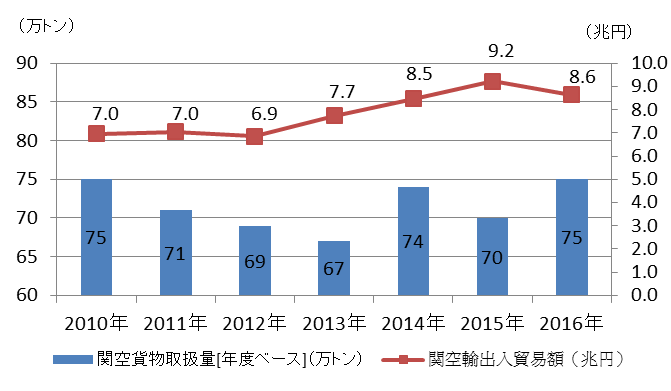 （万トン）
（兆円）
90
85
80
75
70
65
60
10.0
9.0
8.0
7.0
6.0
5.0
4.0
3.0
2.0
1.0
0.0
7.0
7.0
6.9
7.7
8.5
9.2
8.6
75
71
69
67
74
70
75
2010年
2011年
2012年
2013年
2014年
2015年
2016年
関空貨物取扱量[年度ベース]（万トン）
関空輸出入貿易額（兆円）